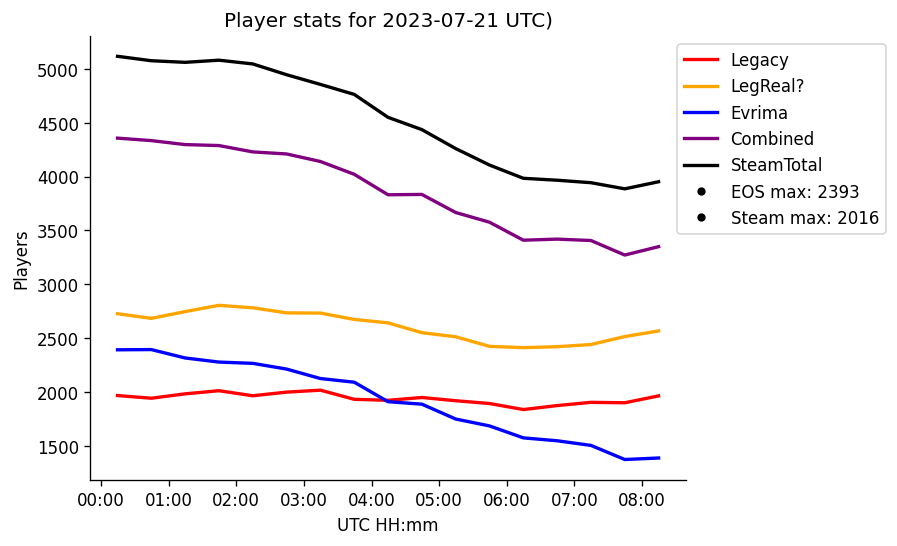 Player stats for 2023-07-21 UTC)
Legacy
LegReal?
Evrima
Combined
SteamTotal
EOS max: 2393
Steam max: 2016
Players
5000
4500
4000
3500
3000
2500
2000
1500
00:00 01:00 02:00 03:00 04:00 05:00 06:00 07:00 08:00
UTC HH:mm